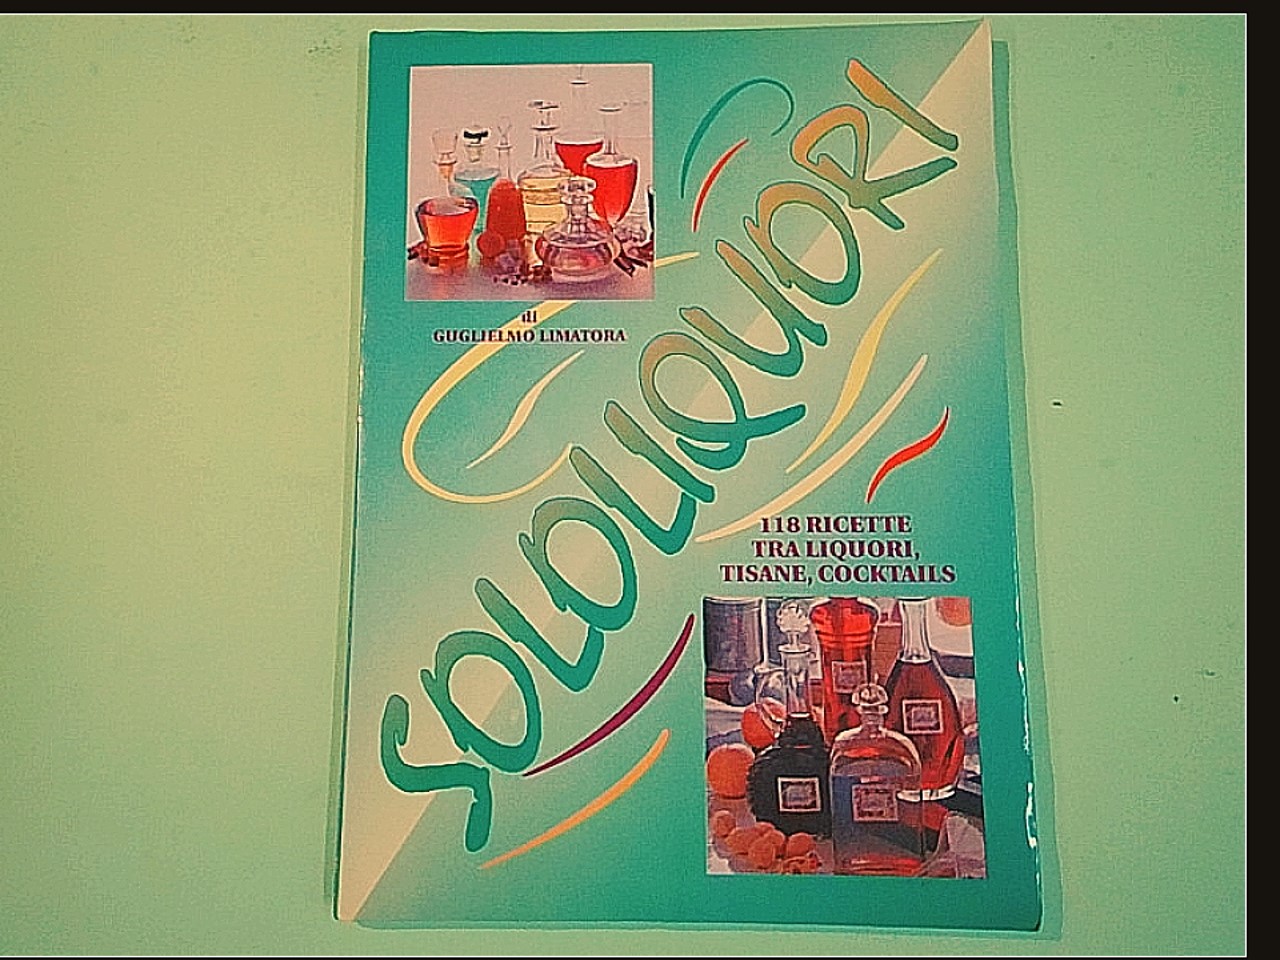 di
GUGLIELMO LIMATORA
SOLOLIQUORI
118 RICETTE
TRA LIQUORI,
TISANE, COCKTAILS